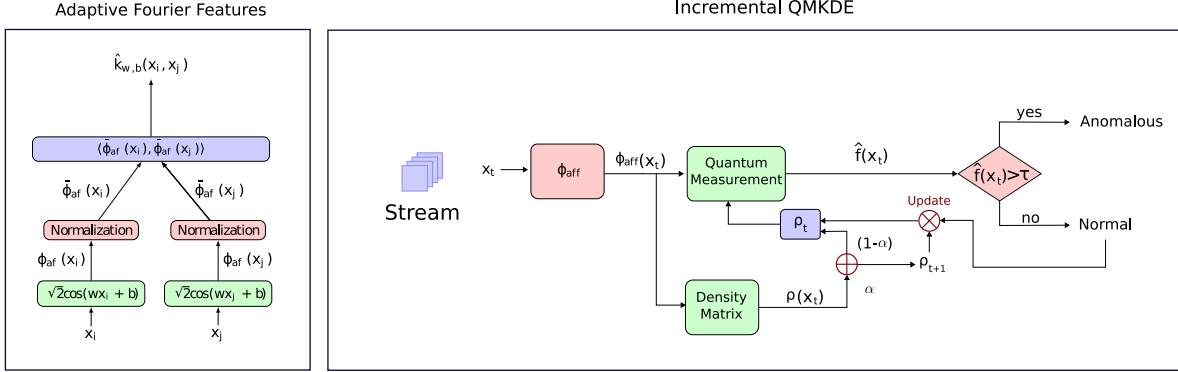 Adaptive Fourier Features
k̂w,b(xi, xj)
⟨ϕ̄af (xi), ϕ̄af (xj)⟩
ϕ̄af (xi)
ϕ̄af (xj)
Normalization
Normalization
ϕaf (xi)
ϕaf (xj)
√2cos(wxi + b)
√2cos(wxj + b)
xi
xj
Incremental QMKDE
Stream
xt
ϕaff
ϕaff(xt)
Quantum
Measurement
f̂(xt)
f̂(xt)>τ
yes
Anomalous
no
Normal
Update
ρt
(1-α)
ρt+1
α
Density
Matrix
ρ(xt)